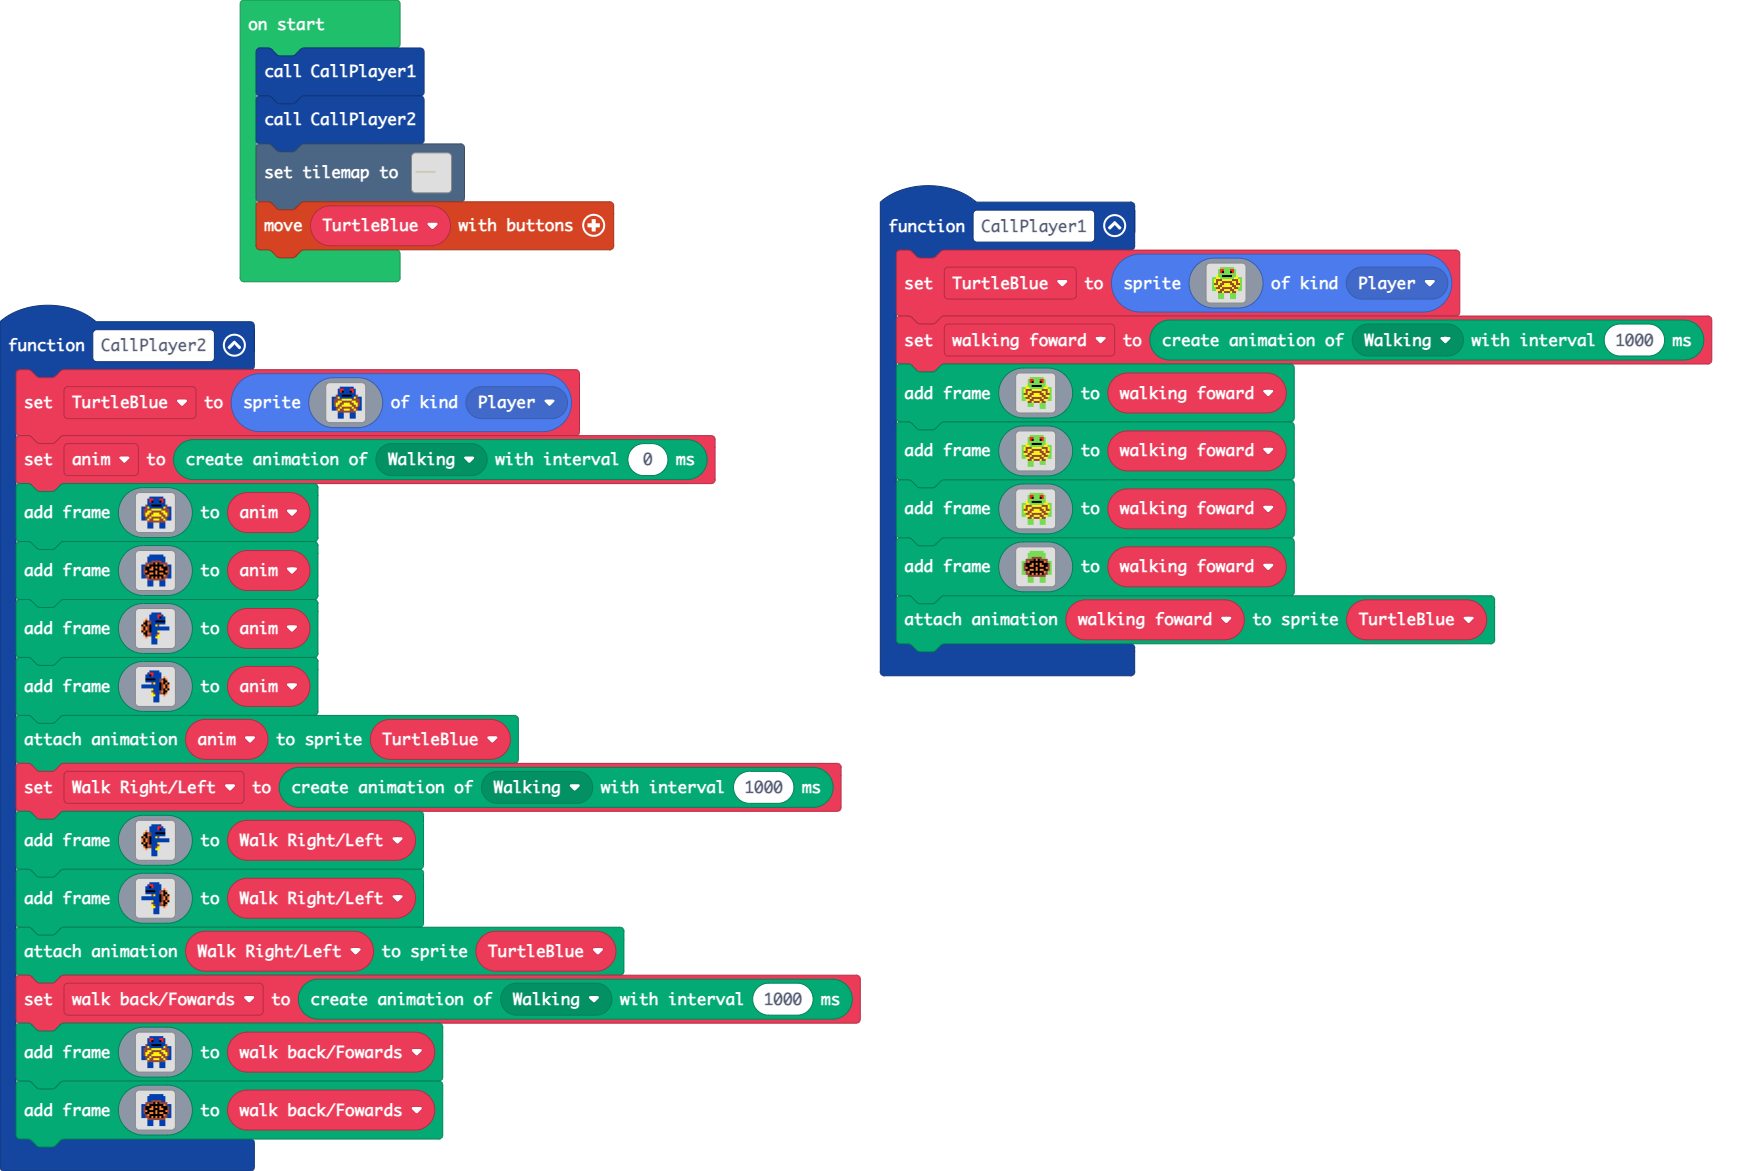 on start
call CallPlayer1
call CallPlayer2
set tilemap to
move TurtleBlue with buttons
function CallPlayer2
set TurtleBlue to sprite of kind Player
set anim to create animation of Walking with interval 0 ms
add frame to anim
add frame to anim
add frame to anim
add frame to anim
attach animation anim to sprite TurtleBlue
set Walk Right/Left to create animation of Walking with interval 1000 ms
add frame to Walk Right/Left
add frame to Walk Right/Left
attach animation Walk Right/Left to sprite TurtleBlue
set walk back/Fowards to create animation of Walking with interval 1000 ms
add frame to walk back/Fowards
add frame to walk back/Fowards
function CallPlayer1
set TurtleBlue to sprite of kind Player
set walking foward to create animation of Walking with interval 1000 ms
add frame to walking foward
add frame to walking foward
add frame to walking foward
add frame to walking foward
attach animation walking foward to sprite TurtleBlue